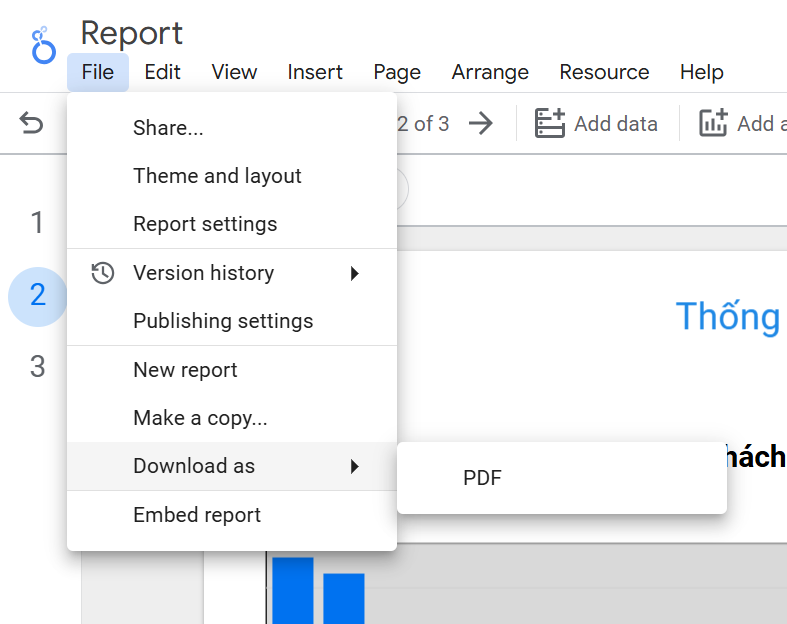 Report
File Edit View Insert Page Arrange Resource Help
2 of 3 Add data Add
Share...
Theme and layout
Report settings
1
Version history
2
Thống
Publishing settings
3
New report
Make a copy...
Download as
PDF
Embed report